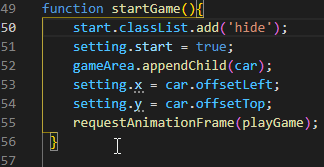 49 function startGame(){
50 start.classList.add('hide');
51 setting.start = true;
52 gameArea.appendChild(car);
53 setting.x = car.offsetLeft;
54 setting.y = car.offsetTop;
55 requestAnimationFrame(playGame);
56 }
57